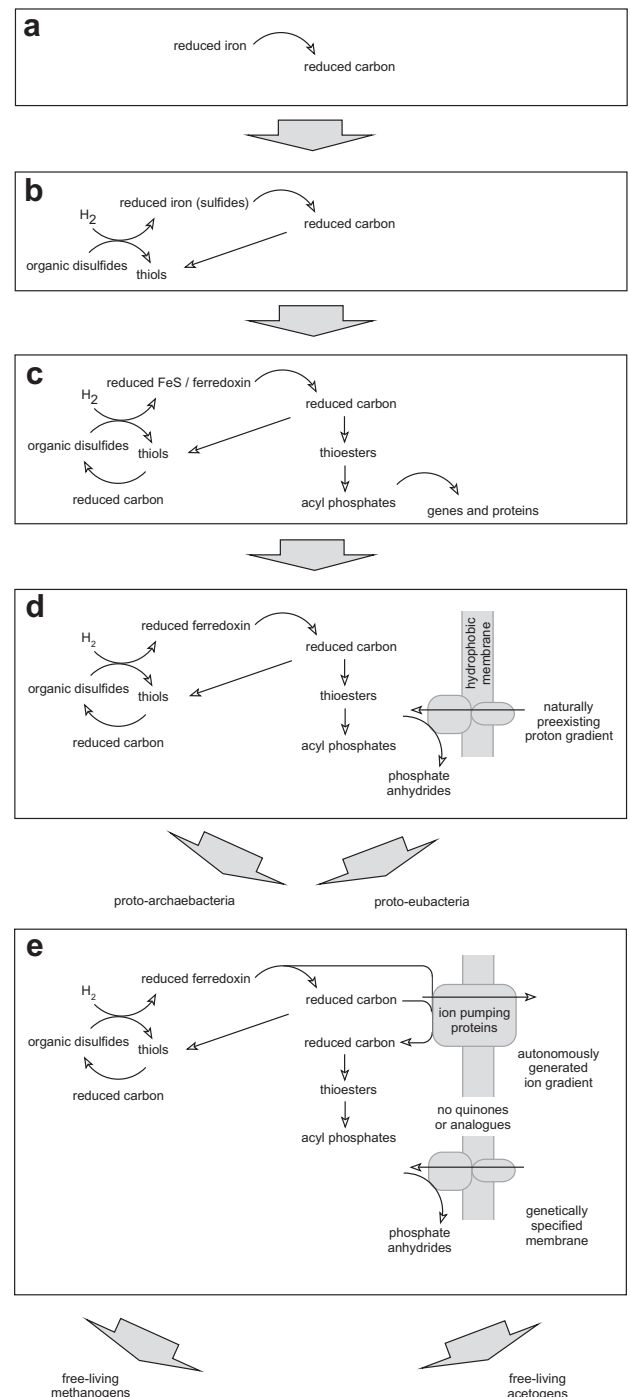 a
reduced iron
reduced carbon
b
reduced iron (sulfides)
H2
reduced carbon
organic disulfides
thiols
c
reduced FeS / ferredoxin
H2
reduced carbon
organic disulfides
thiols
thioesters
reduced carbon
acyl phosphates
genes and proteins
d
reduced ferredoxin
H2
reduced carbon
hydrophobic
membrane
organic disulfides
thiols
thioesters
reduced carbon
acyl phosphates
naturally
preexisting
proton gradient
phosphate
anhydrides
proto-archaebacteria
proto-eubacteria
e
reduced ferredoxin
H2
reduced carbon
ion pumping
proteins
organic disulfides
thiols
reduced carbon
reduced carbon
autonomously
generated
ion gradient
thioesters
acyl phosphates
no quinones
or analogues
phosphate
anhydrides
genetically
specified
membrane
free-living
methanogens
free-living
acetogens